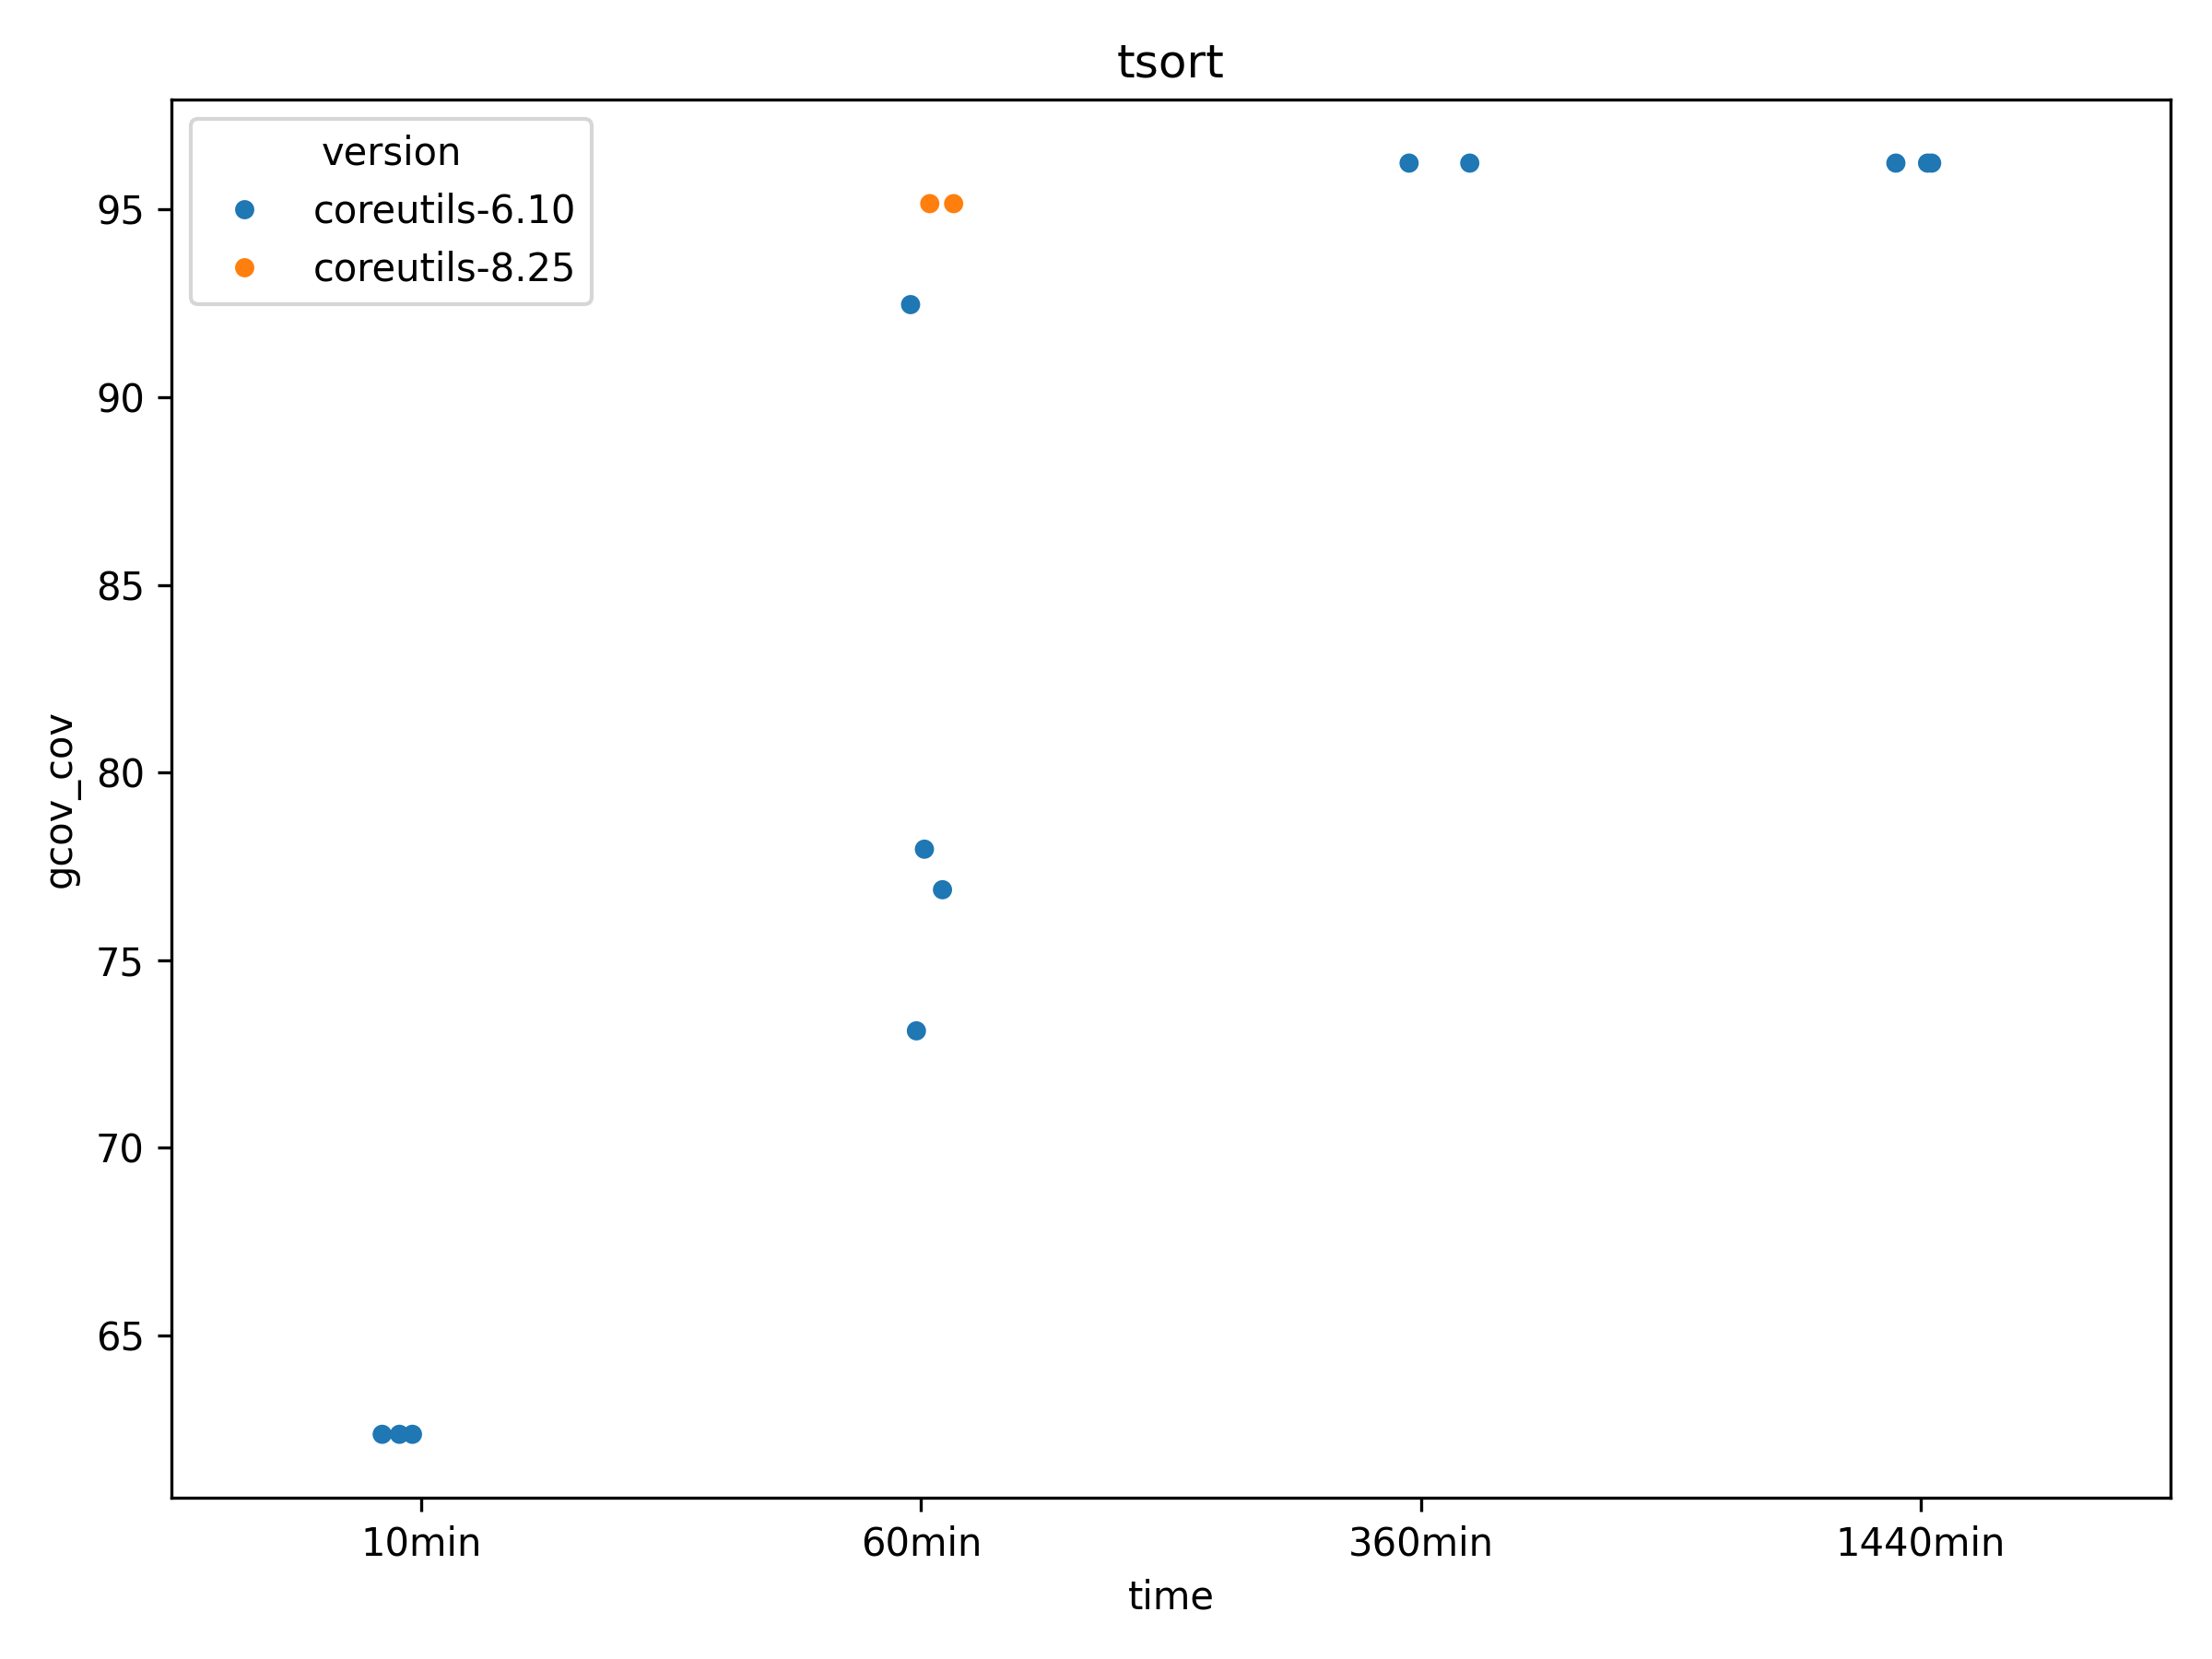 tsort
version
coreutils-6.10
coreutils-8.25
gcov_cov
95
90
85
80
75
70
65
10min
60min
360min
1440min
time